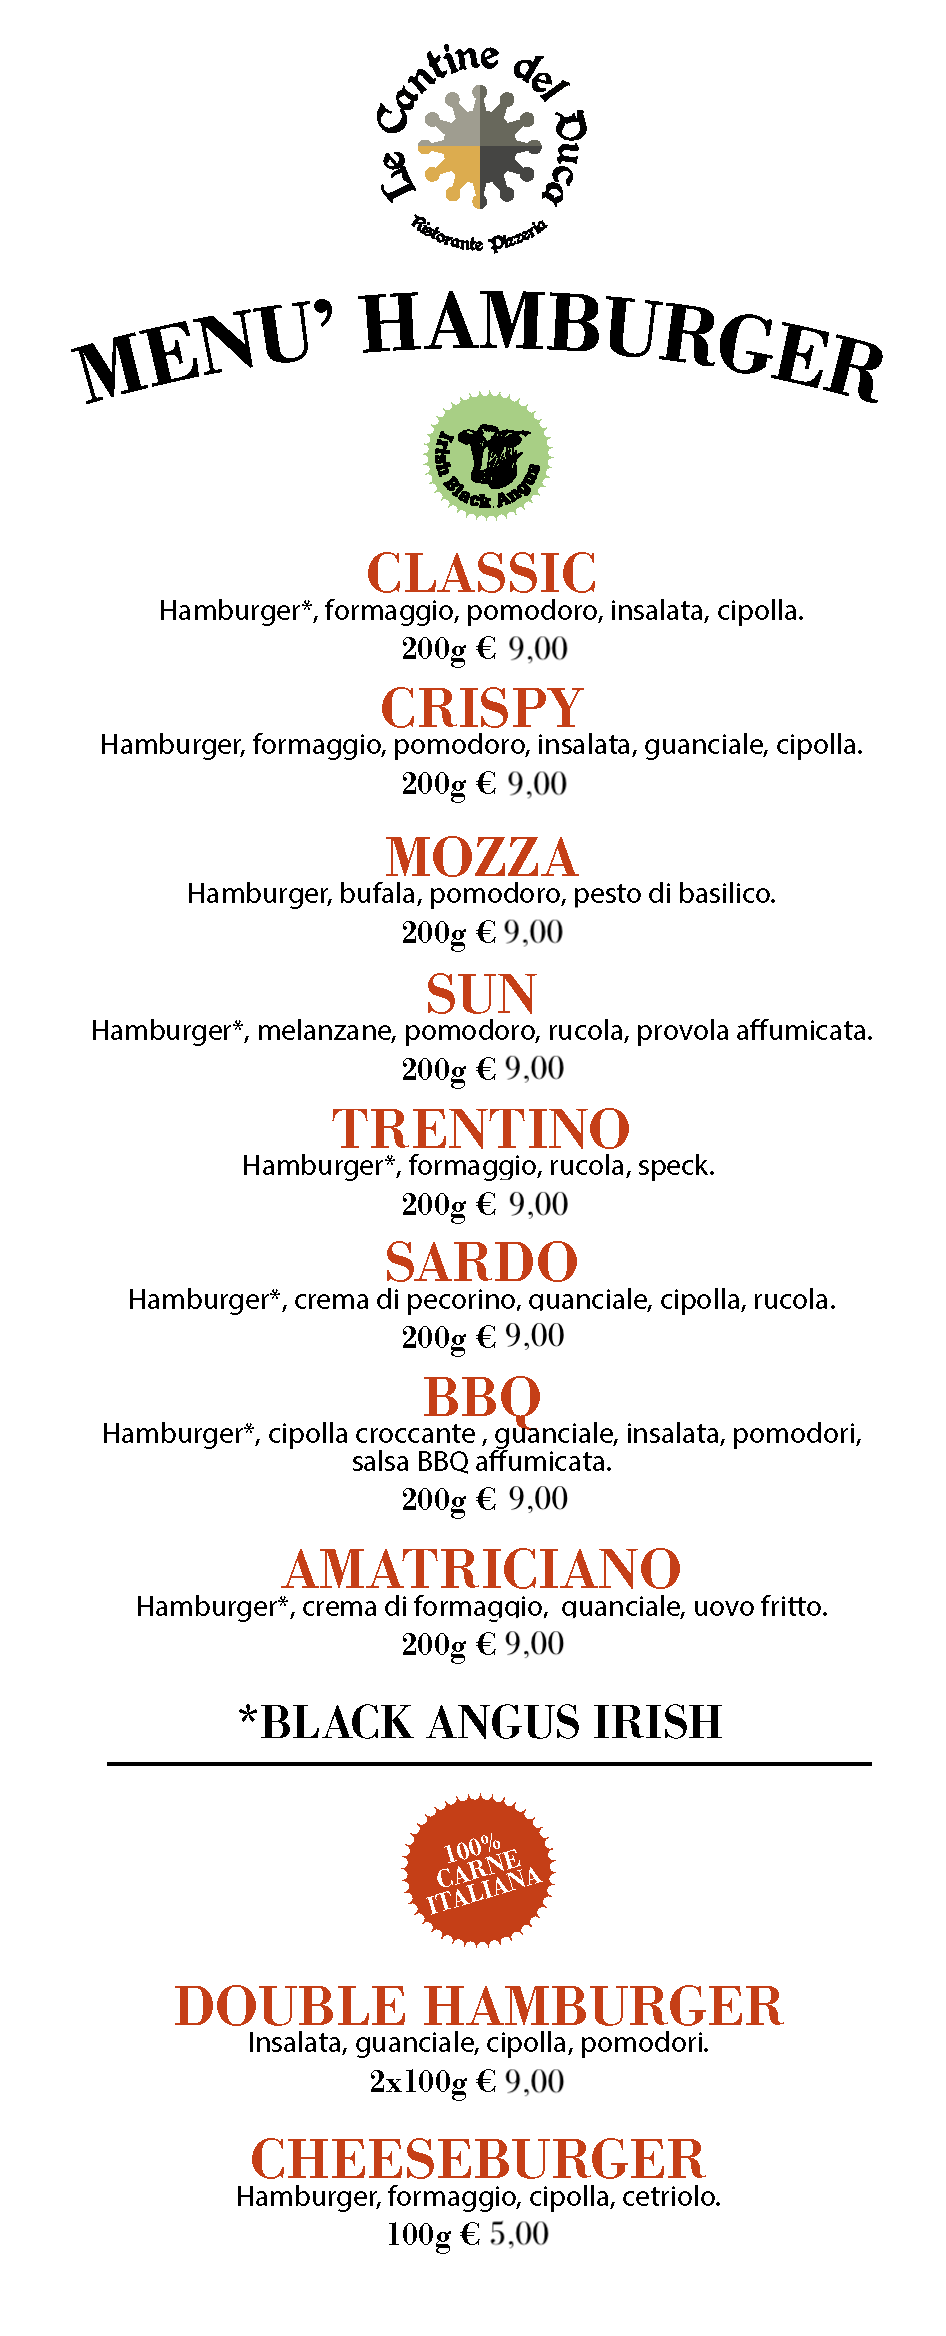 Le Cantine del Duca
Ristorante Pizzeria
MENU’ HAMBURGER
Irish Black Angus
CLASSIC
Hamburger*, formaggio, pomodoro, insalata, cipolla.
200g € 9,00
CRISPY
Hamburger, formaggio, pomodoro, insalata, guanciale, cipolla.
200g € 9,00
MOZZA
Hamburger, bufala, pomodoro, pesto di basilico.
200g € 9,00
SUN
Hamburger*, melanzane, pomodoro, rucola, provola affumicata.
200g € 9,00
TRENTINO
Hamburger*, formaggio, rucola, speck.
200g € 9,00
SARDO
Hamburger*, crema di pecorino, guanciale, cipolla, rucola.
200g € 9,00
BBQ
Hamburger*, cipolla croccante , guanciale, insalata, pomodori,
salsa BBQ affumicata.
200g € 9,00
AMATRICIANO
Hamburger*, crema di formaggio, guanciale, uovo fritto.
200g € 9,00
*BLACK ANGUS IRISH
100%
CARNE
ITALIANA
DOUBLE HAMBURGER
Insalata, guanciale, cipolla, pomodori.
2x100g € 9,00
CHEESEBURGER
Hamburger, formaggio, cipolla, cetriolo.
100g € 5,00